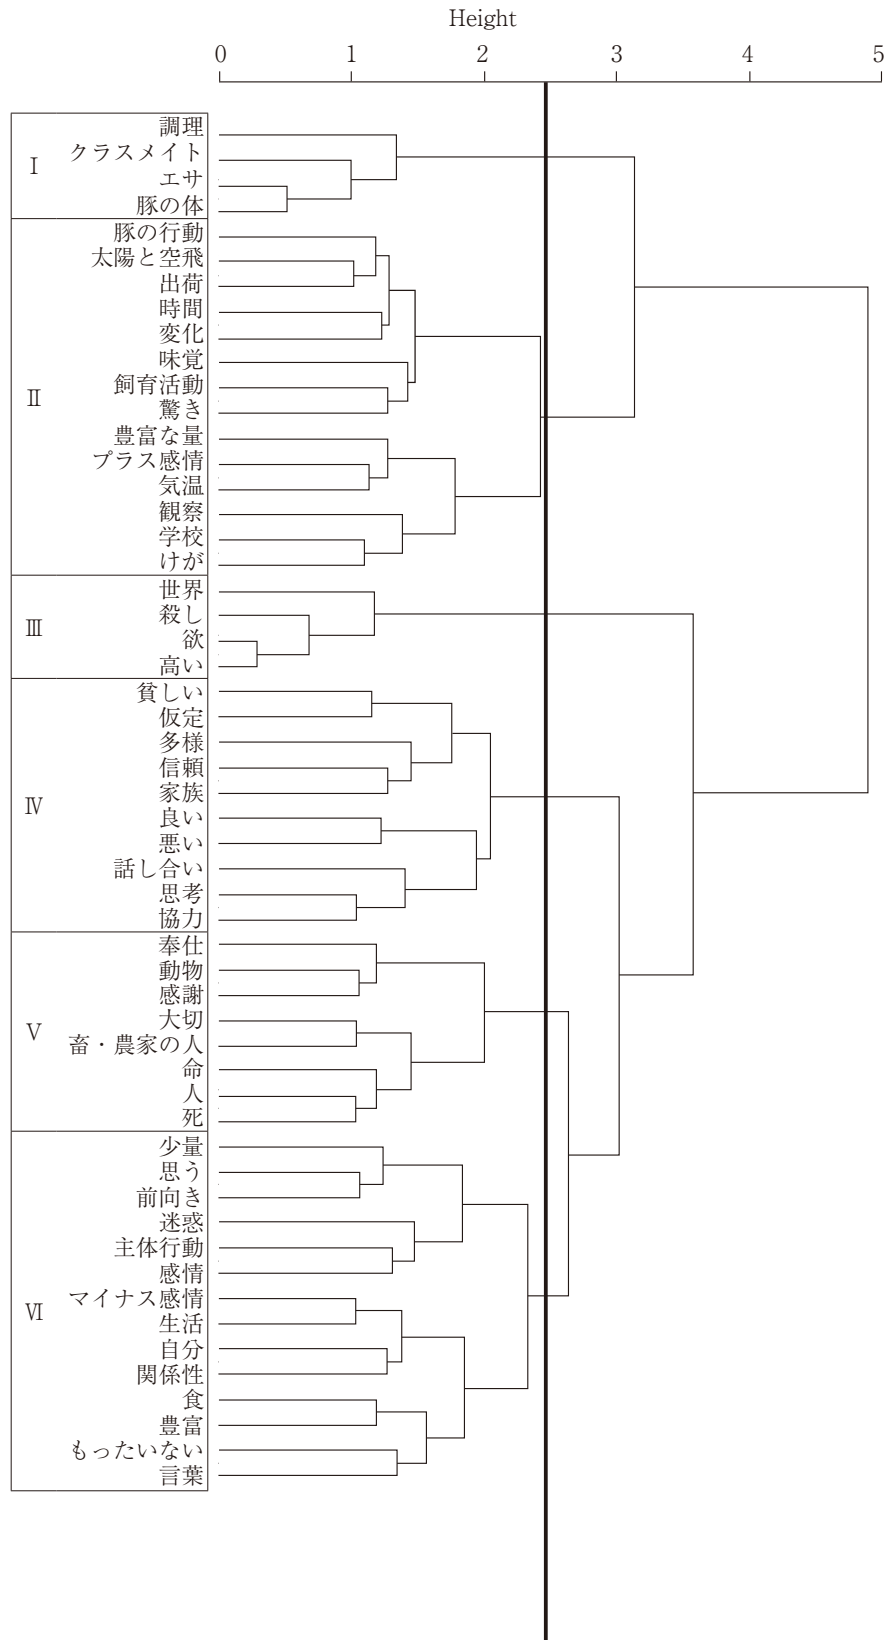 Height
0 1 2 3 4 5
Ⅰ
調理
クラスメイト
エサ
豚の体
Ⅱ
豚の行動
太陽と空飛
出荷
時間
変化
味覚
飼育活動
驚き
豊富な量
プラス感情
気温
観察
学校
けが
Ⅲ
世界
殺し
欲
高い
Ⅳ
貧しい
仮定
多様
信頼
家族
良い
悪い
話し合い
思考
協力
Ⅴ
奉仕
動物
感謝
大切
畜・農家の人
命
人
死
Ⅵ
少量
思う
前向き
迷惑
主体行動
感情
マイナス感情
生活
自分
関係性
食
豊富
もったいない
言葉